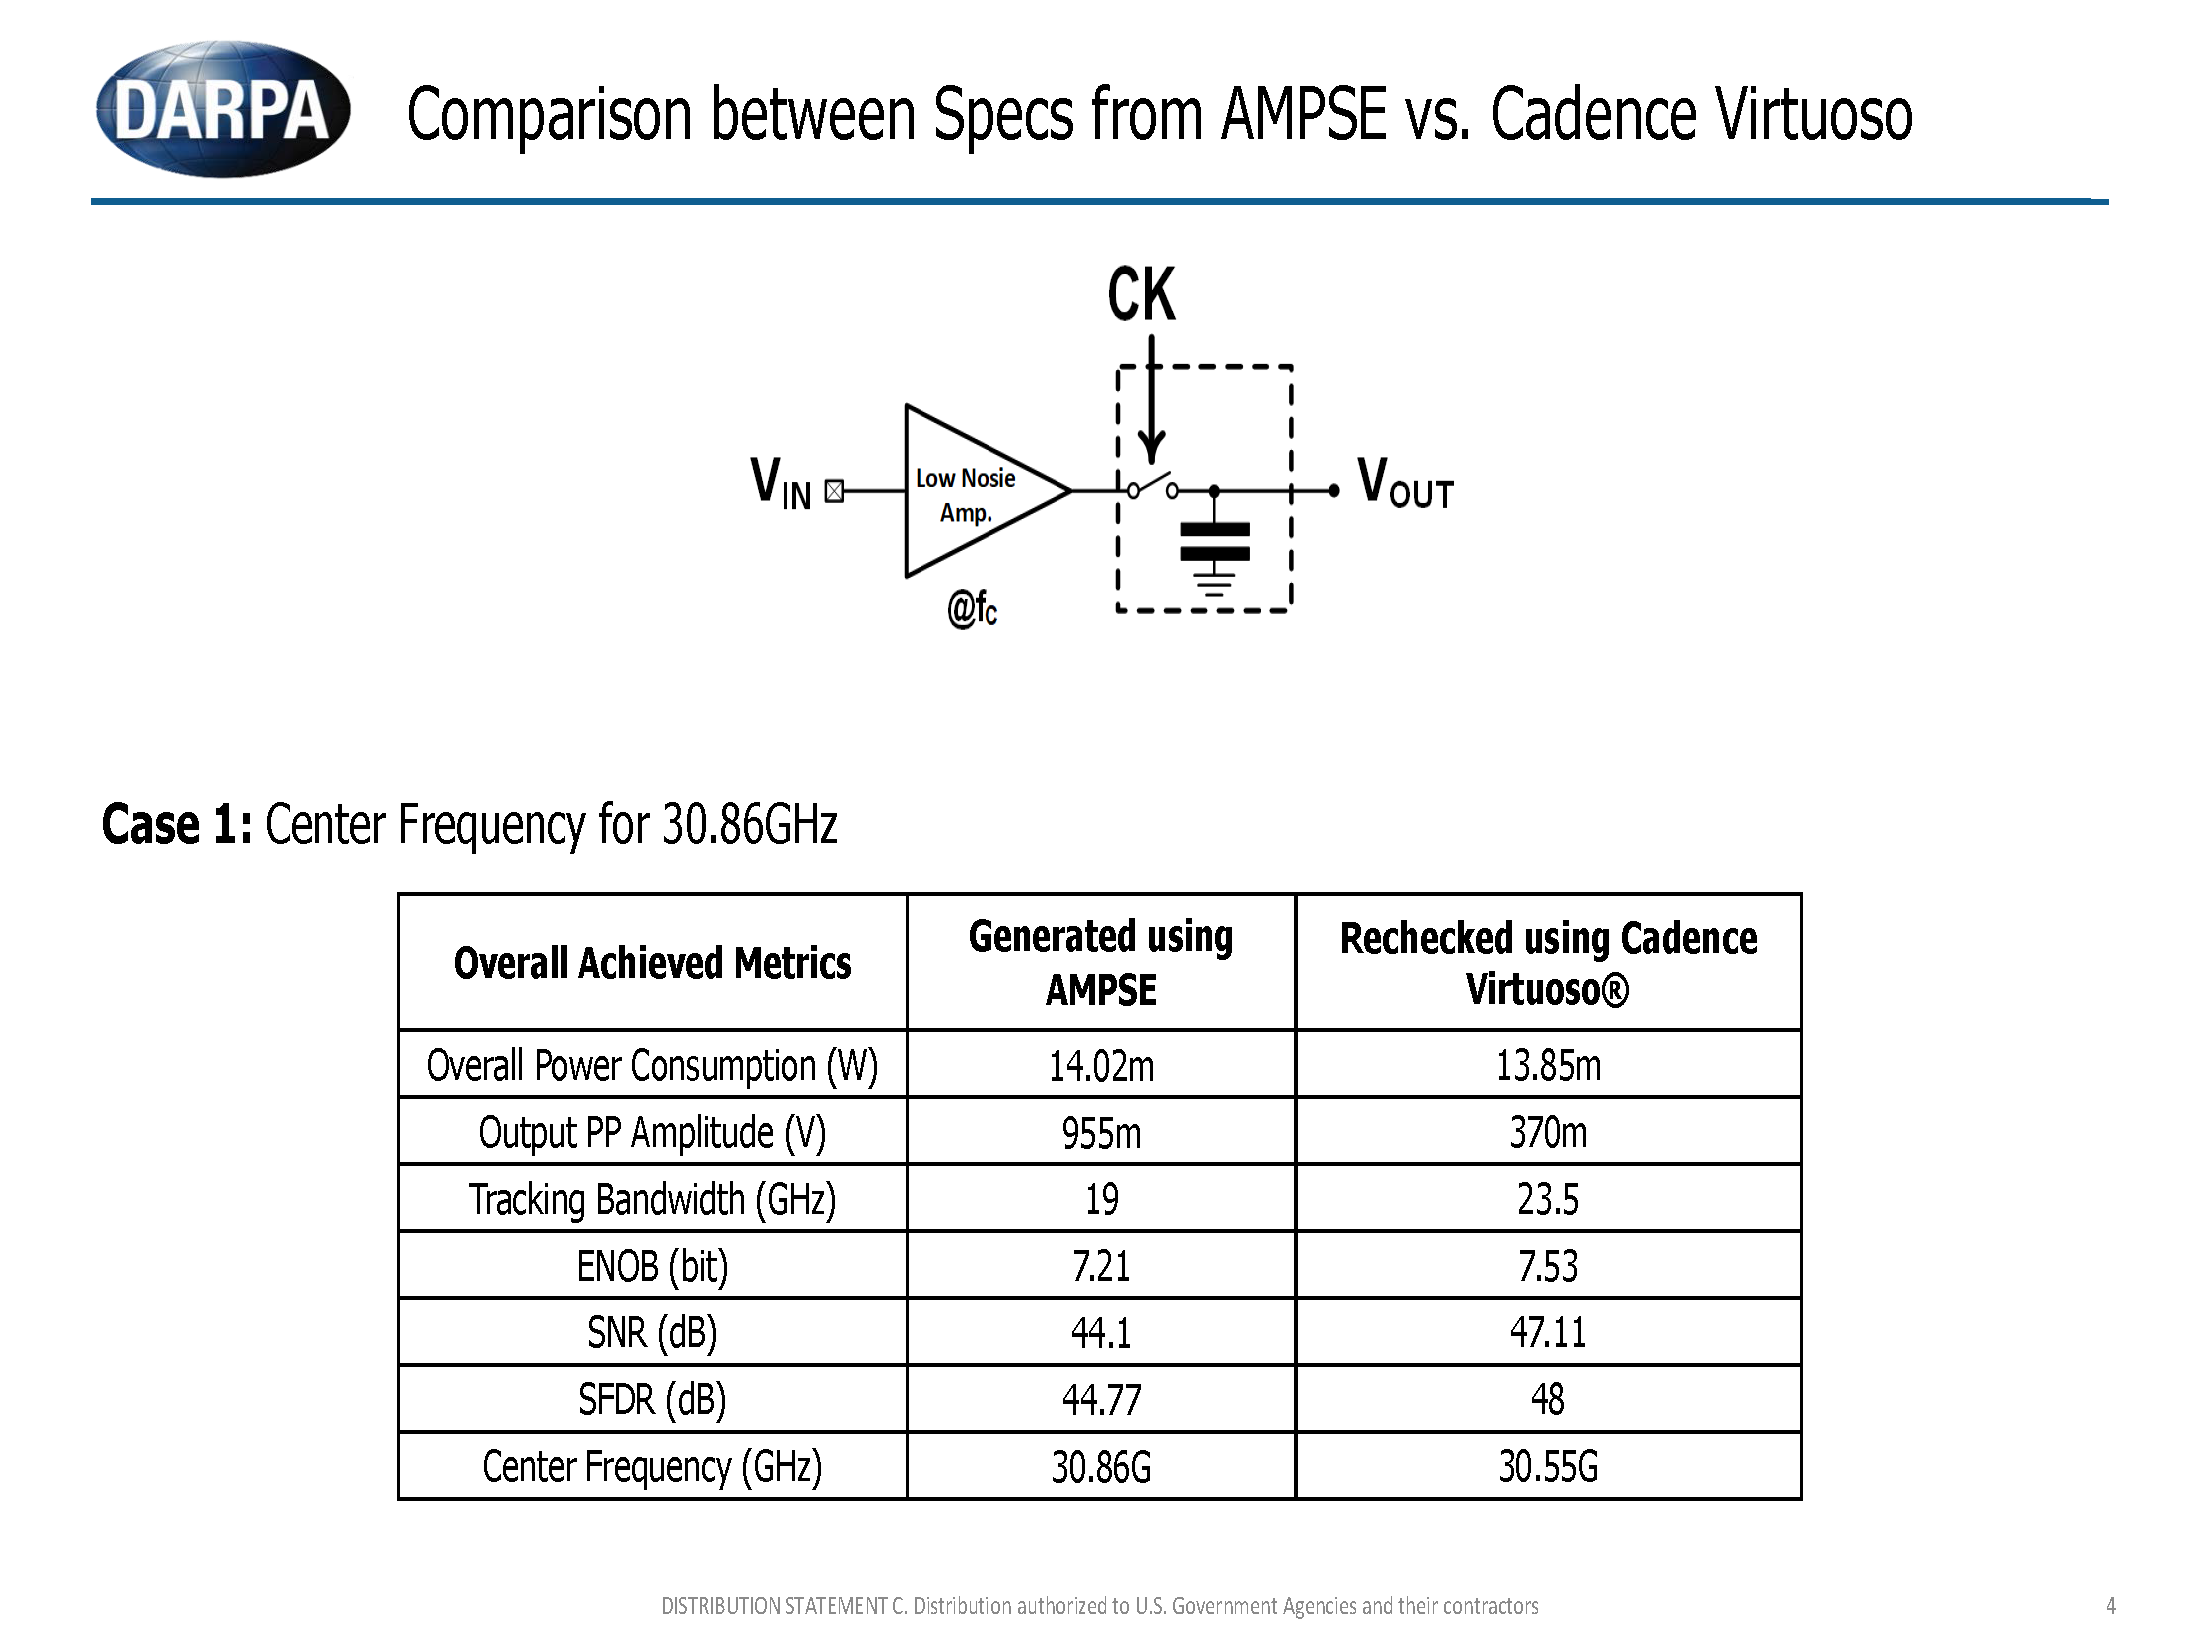 DARPA
Comparison between Specs from AMPSE vs. Cadence Virtuoso
CK
VIN
Low Nosie
Amp.
VOUT
@fC
Case 1: Center Frequency for 30.86GHz
Overall Achieved Metrics
Generated using
AMPSE
Rechecked using Cadence
Virtuoso®
Overall Power Consumption (W) 14.02m 13.85m
Output PP Amplitude (V) 955m 370m
Tracking Bandwidth (GHz) 19 23.5
ENOB (bit) 7.21 7.53
SNR (dB) 44.1 47.11
SFDR (dB) 44.77 48
Center Frequency (GHz) 30.86G 30.55G
DISTRIBUTION STATEMENT C. Distribution authorized to U.S. Government Agencies and their contractors
4